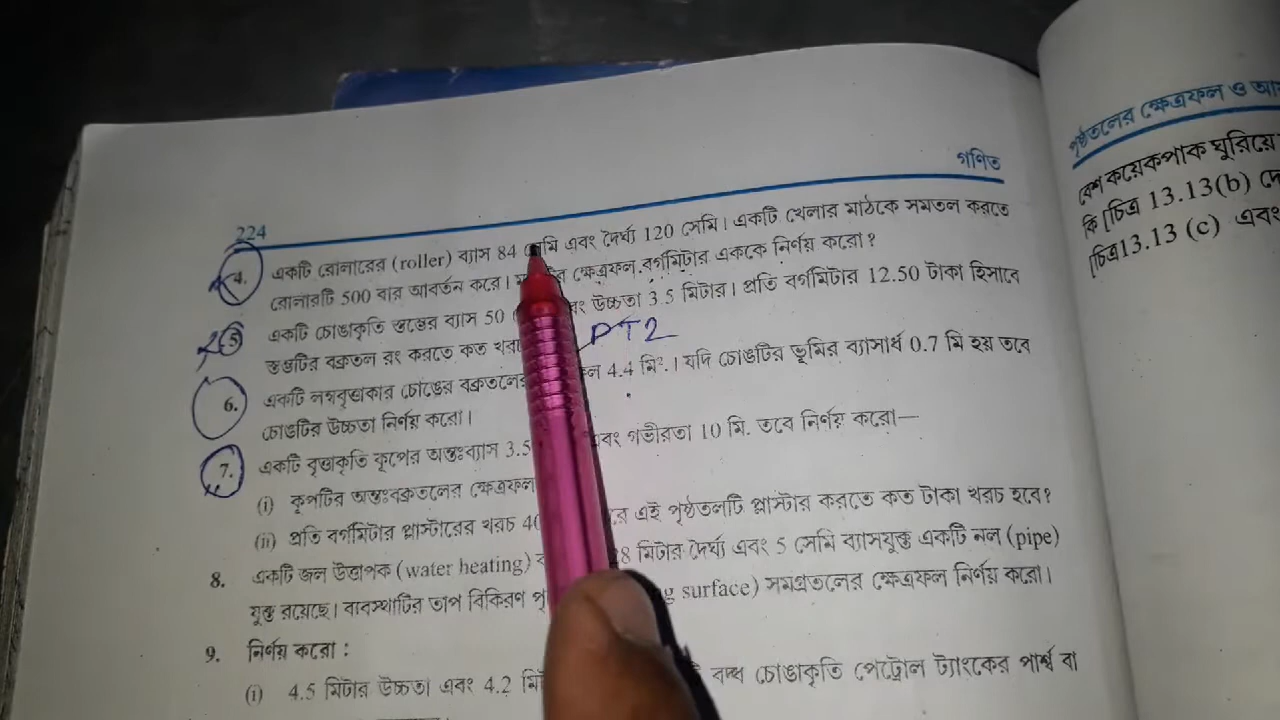 224
গণিত
4. একটি রোলারের (roller) ব্যাস 84 সেমি এবং দৈর্ঘ্য 120 সেমি। একটি খেলার মাঠকে সমতল করতে
রোলারটি 500 বার আবর্তন করে। ক্ষেত্রফল বর্গমিটার এককে নির্ণয় করো?
5 একটি চোঙাকৃতি স্তম্ভের ব্যাস 50 উচ্চতা 3.5 মিটার। প্রতি বর্গমিটার 12.50 টাকা হিসাবে
স্তম্ভটির বক্রতল রং করতে কত
PT2
6. একটি লম্ববৃত্তাকার চোঙের বক্রতলের 4.4 মি². । যদি চোঙটির ভূমির ব্যাসার্ধ 0.7 মি হয় তবে
চোঙটির উচ্চতা নির্ণয় করো।
7. একটি বৃত্তাকৃতি কূপের অন্তঃব্যাস 3.5 এবং গভীরতা 10 মি. তবে নির্ণয় করো—
(i) কূপটির অন্তঃবক্রতলের ক্ষেত্রফল
(ii) প্রতি বর্গমিটার প্লাস্টারের খরচ এই পৃষ্ঠতলটি প্লাস্টার করতে কত টাকা খরচ হবে?
8. একটি জল উত্তাপক (water heating) মিটার দৈর্ঘ্য এবং 5 সেমি ব্যাসযুক্ত একটি নল (pipe)
যুক্ত রয়েছে। ব্যবস্থাটির তাপ বিকিরণ surface) সমগ্রতলের ক্ষেত্রফল নির্ণয় করো।
9. নির্ণয় করো :
(i) 4.5 মিটার উচ্চতা এবং 4.2 বদ্ধ চোঙাকৃতি পেট্রোল ট্যাংকের পার্শ্ব বা
পৃষ্ঠতলের ক্ষেত্রফল ও
বেশ কয়েকপাক ঘুরিয়ে
কি [চিত্র 13.13(b)
[চিত্র13.13 (c) এবং